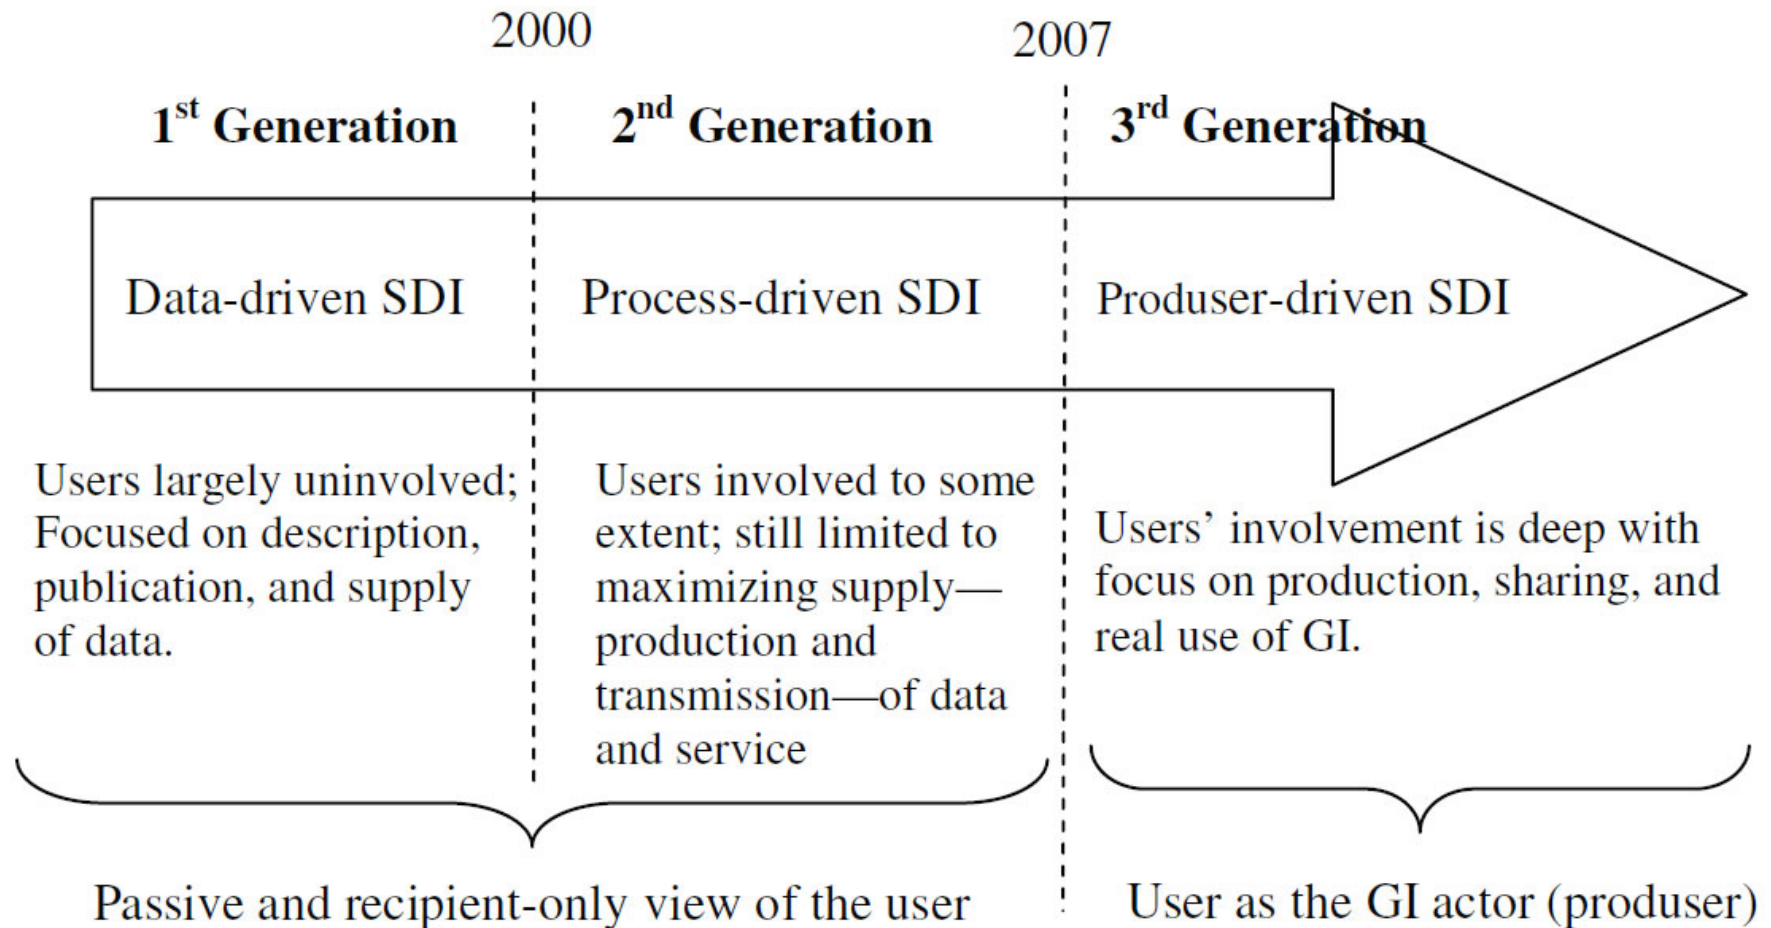 2000
2007
1st Generation
2nd Generation
3rd Generation
Data-driven SDI
Process-driven SDI
Produser-driven SDI
Users largely uninvolved;
Focused on description,
publication, and supply
of data.
Users involved to some
extent; still limited to
maximizing supply—
production and
transmission—of data
and service
Users’ involvement is deep with
focus on production, sharing, and
real use of GI.
Passive and recipient-only view of the user
User as the GI actor (produser)